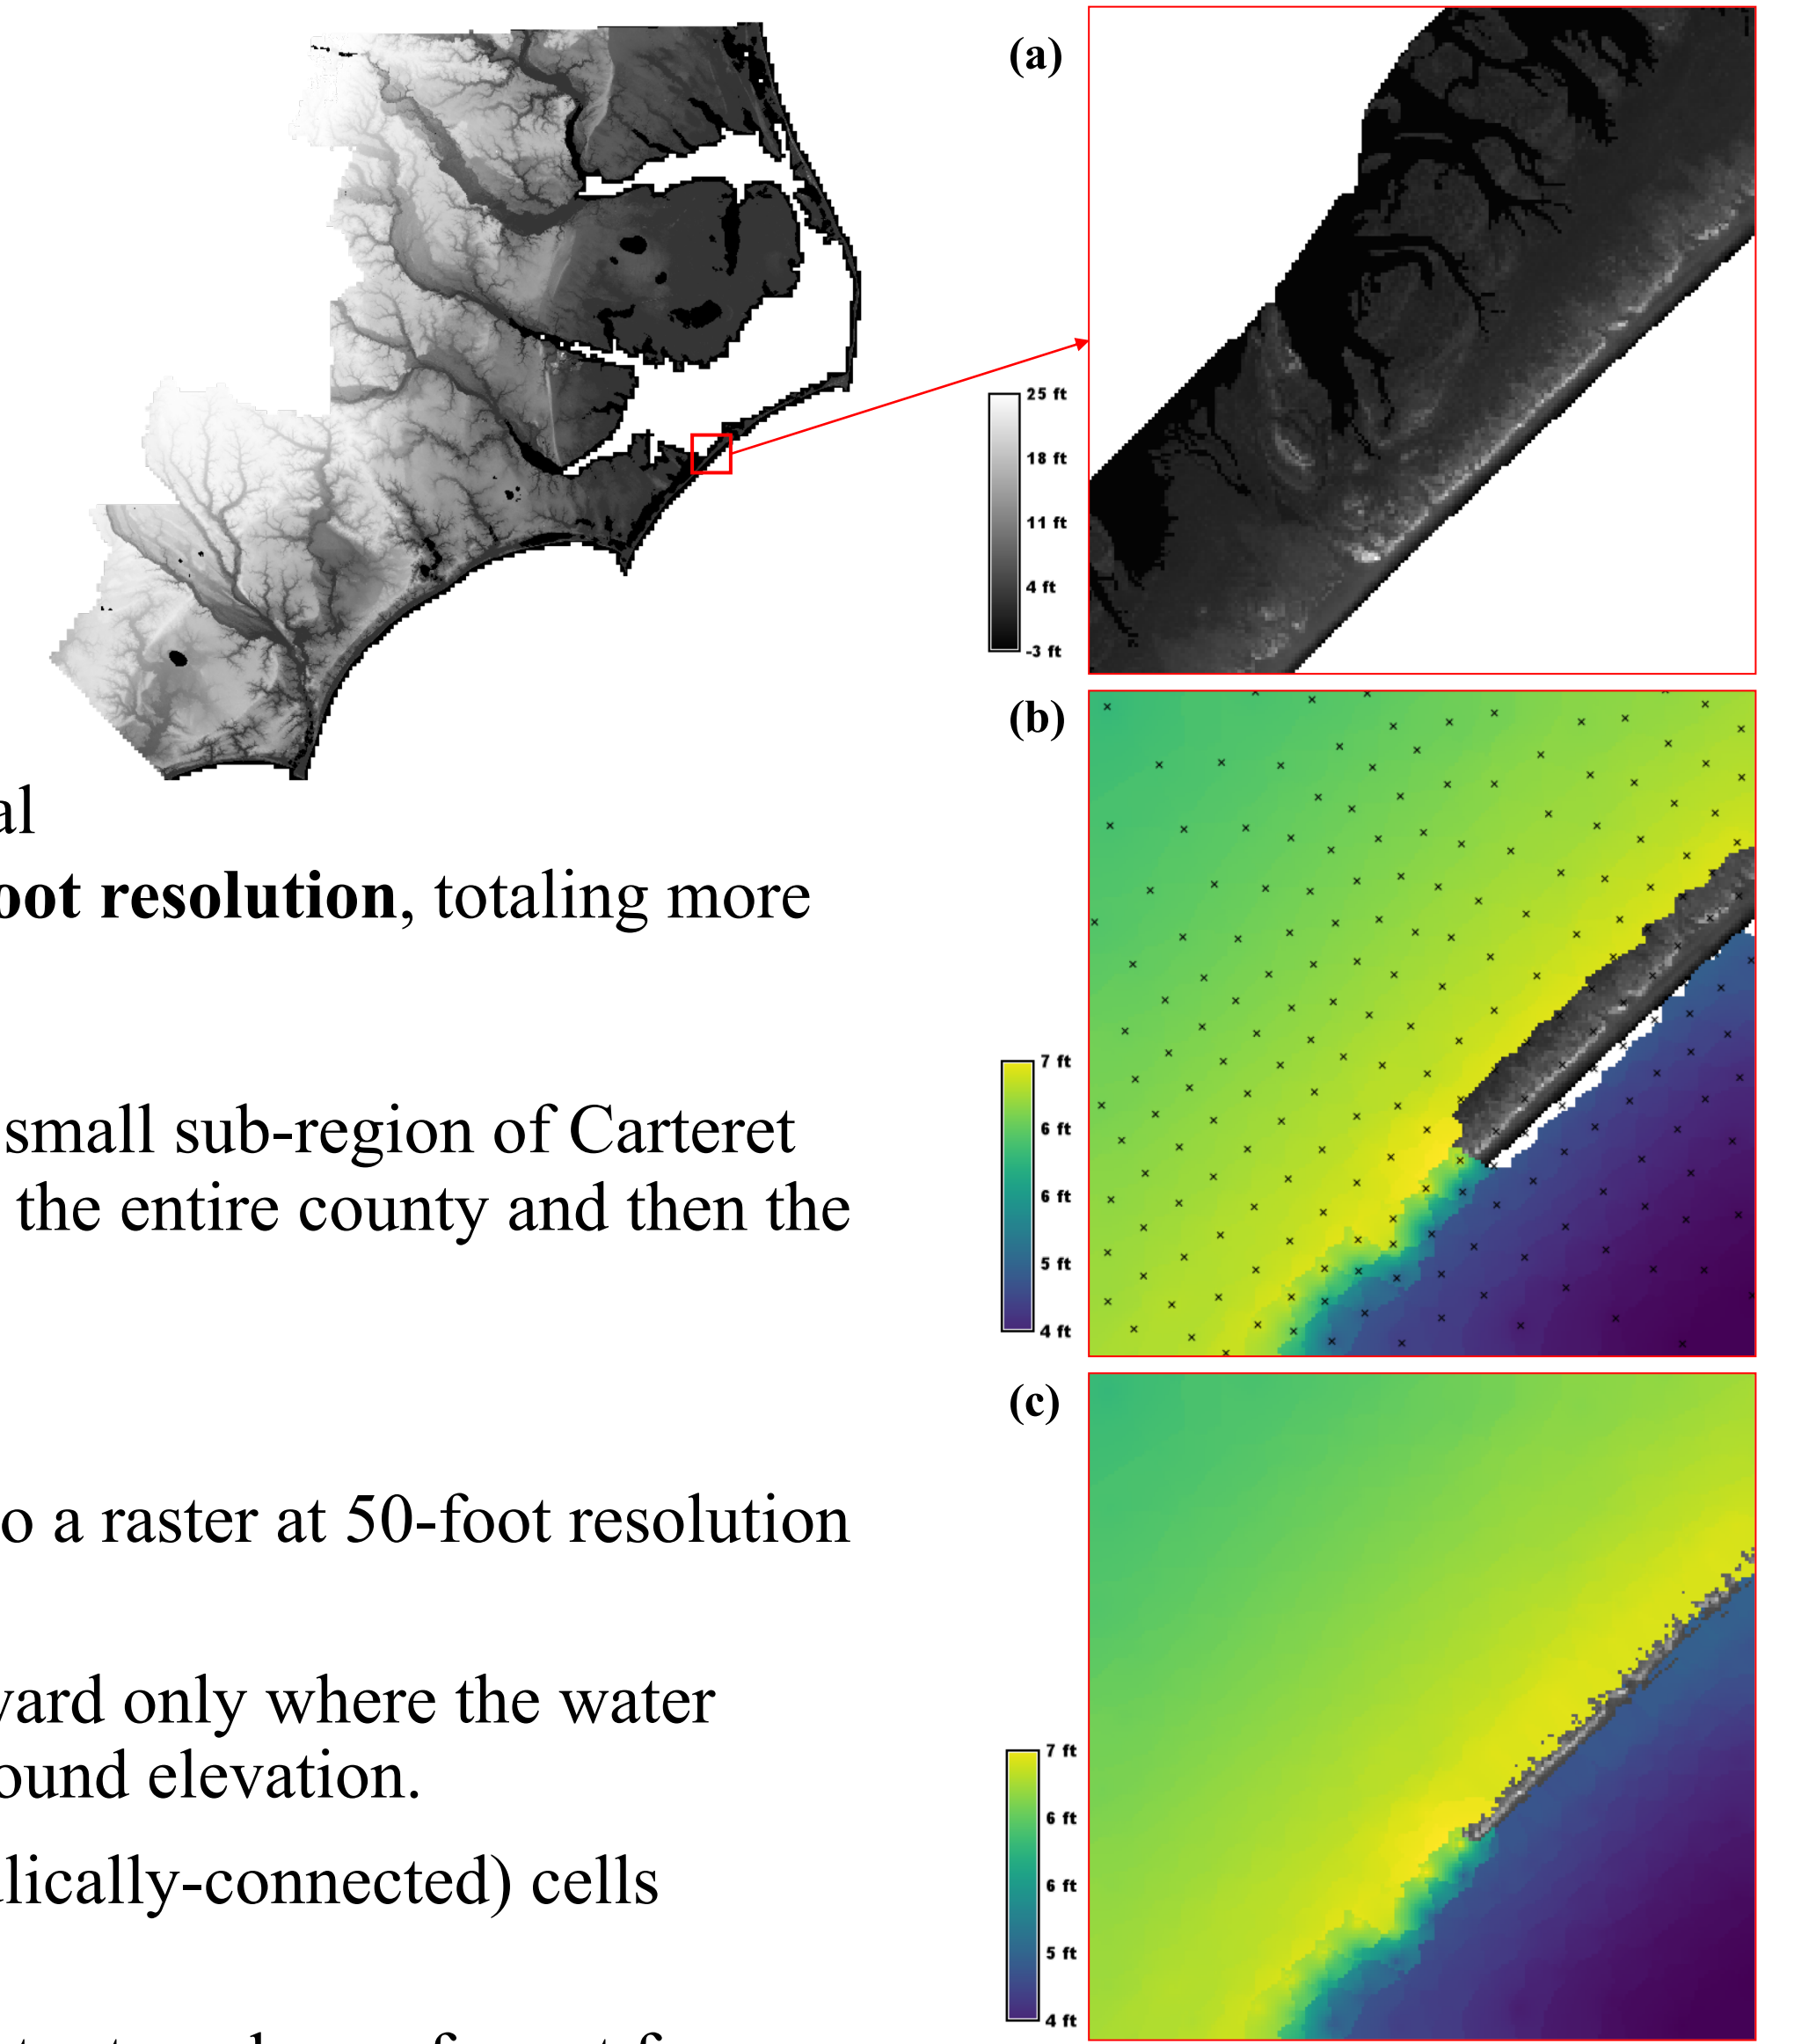 (a)
25 ft
18 ft
11 ft
4 ft
-3 ft
(b)
7 ft
6 ft
6 ft
5 ft
4 ft
(c)
7 ft
6 ft
6 ft
5 ft
4 ft
al
oot resolution, totaling more
small sub-region of Carteret
the entire county and then the
o a raster at 50-foot resolution
ward only where the water
ound elevation.
lically-connected) cells